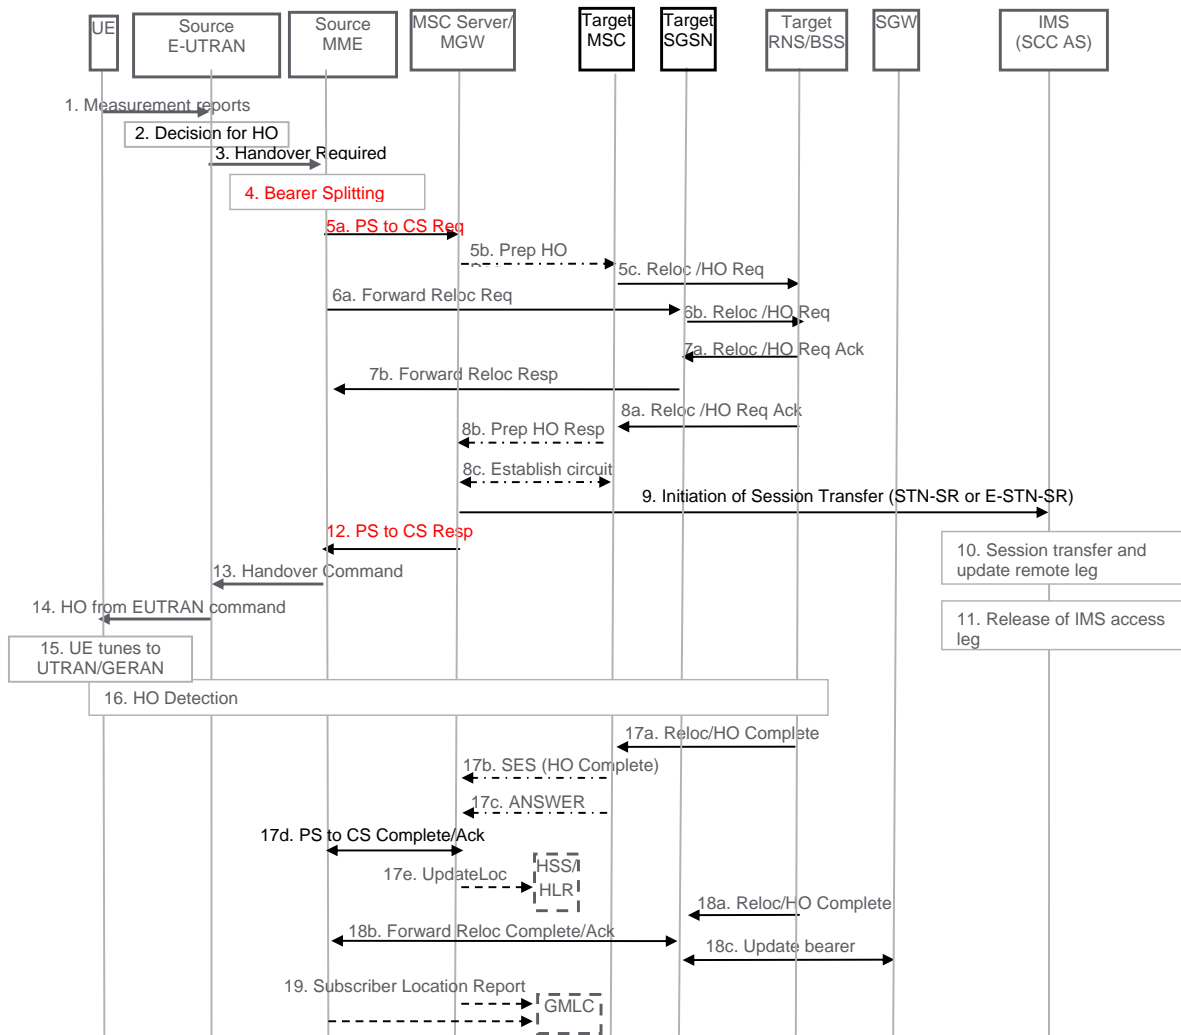 UE
Source
E-UTRAN
Source
MME
MSC Server/
MGW
Target
MSC
Target
SGSN
Target
RNS/BSS
SGW
IMS
(SCC AS)
1. Measurement reports
2. Decision for HO
3. Handover Required
4. Bearer Splitting
5a. PS to CS Req
5b. Prep HO
5c. Reloc /HO Req
6a. Forward Reloc Req
6b. Reloc /HO Req
7a. Reloc /HO Req Ack
7b. Forward Reloc Resp
8a. Reloc /HO Req Ack
8b. Prep HO Resp
8c. Establish circuit
9. Initiation of Session Transfer (STN-SR or E-STN-SR)
12. PS to CS Resp
10. Session transfer and
update remote leg
13. Handover Command
14. HO from EUTRAN command
11. Release of IMS access
leg
15. UE tunes to
UTRAN/GERAN
16. HO Detection
17a. Reloc/HO Complete
17b. SES (HO Complete)
17c. ANSWER
17d. PS to CS Complete/Ack
HSS/
HLR
17e. UpdateLoc
18a. Reloc/HO Complete
18b. Forward Reloc Complete/Ack
18c. Update bearer
19. Subscriber Location Report
GMLC